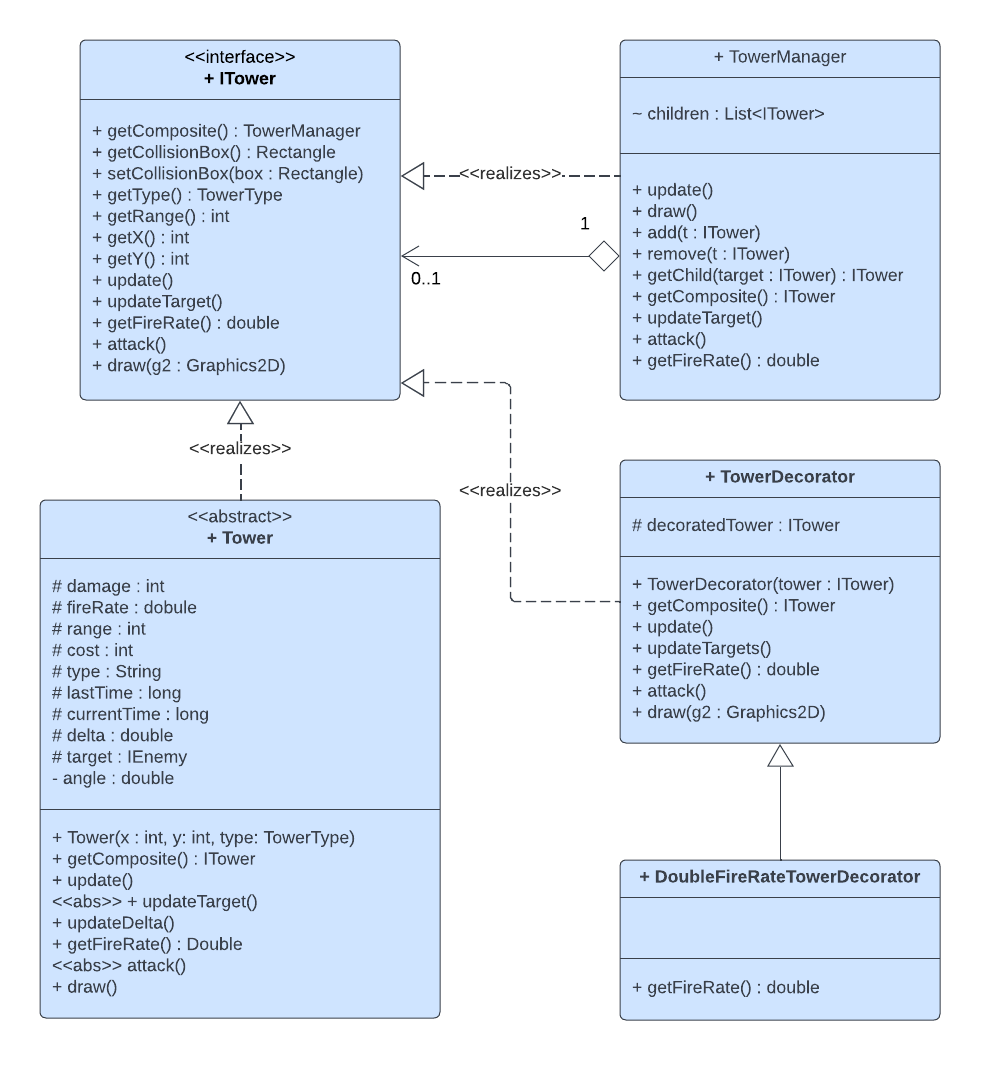 <<interface>>
+ ITower
+ getComposite() : TowerManager
+ getCollisionBox() : Rectangle
+ setCollisionBox(box : Rectangle)
+ getType() : TowerType
+ getRange() : int
+ getX() : int
+ getY() : int
+ update()
+ updateTarget()
+ getFireRate() : double
+ attack()
+ draw(g2 : Graphics2D)
+ TowerManager
~ children : List<ITower>
+ update()
+ draw()
+ add(t : ITower)
+ remove(t : ITower)
+ getChild(target : ITower) : ITower
+ getComposite() : ITower
+ updateTarget()
+ attack()
+ getFireRate() : double
<<realizes>>
1
0..1
<<realizes>>
<<realizes>>
<<abstract>>
+ Tower
# damage : int
# fireRate : dobule
# range : int
# cost : int
# type : String
# lastTime : long
# currentTime : long
# delta : double
# target : IEnemy
- angle : double
+ Tower(x : int, y: int, type: TowerType)
+ getComposite() : ITower
+ update()
<<abs>> + updateTarget()
+ updateDelta()
+ getFireRate() : Double
<<abs>> attack()
+ draw()
+ TowerDecorator
# decoratedTower : ITower
+ TowerDecorator(tower : ITower)
+ getComposite() : ITower
+ update()
+ updateTargets()
+ getFireRate() : double
+ attack()
+ draw(g2 : Graphics2D)
+ DoubleFireRateTowerDecorator
+ getFireRate() : double